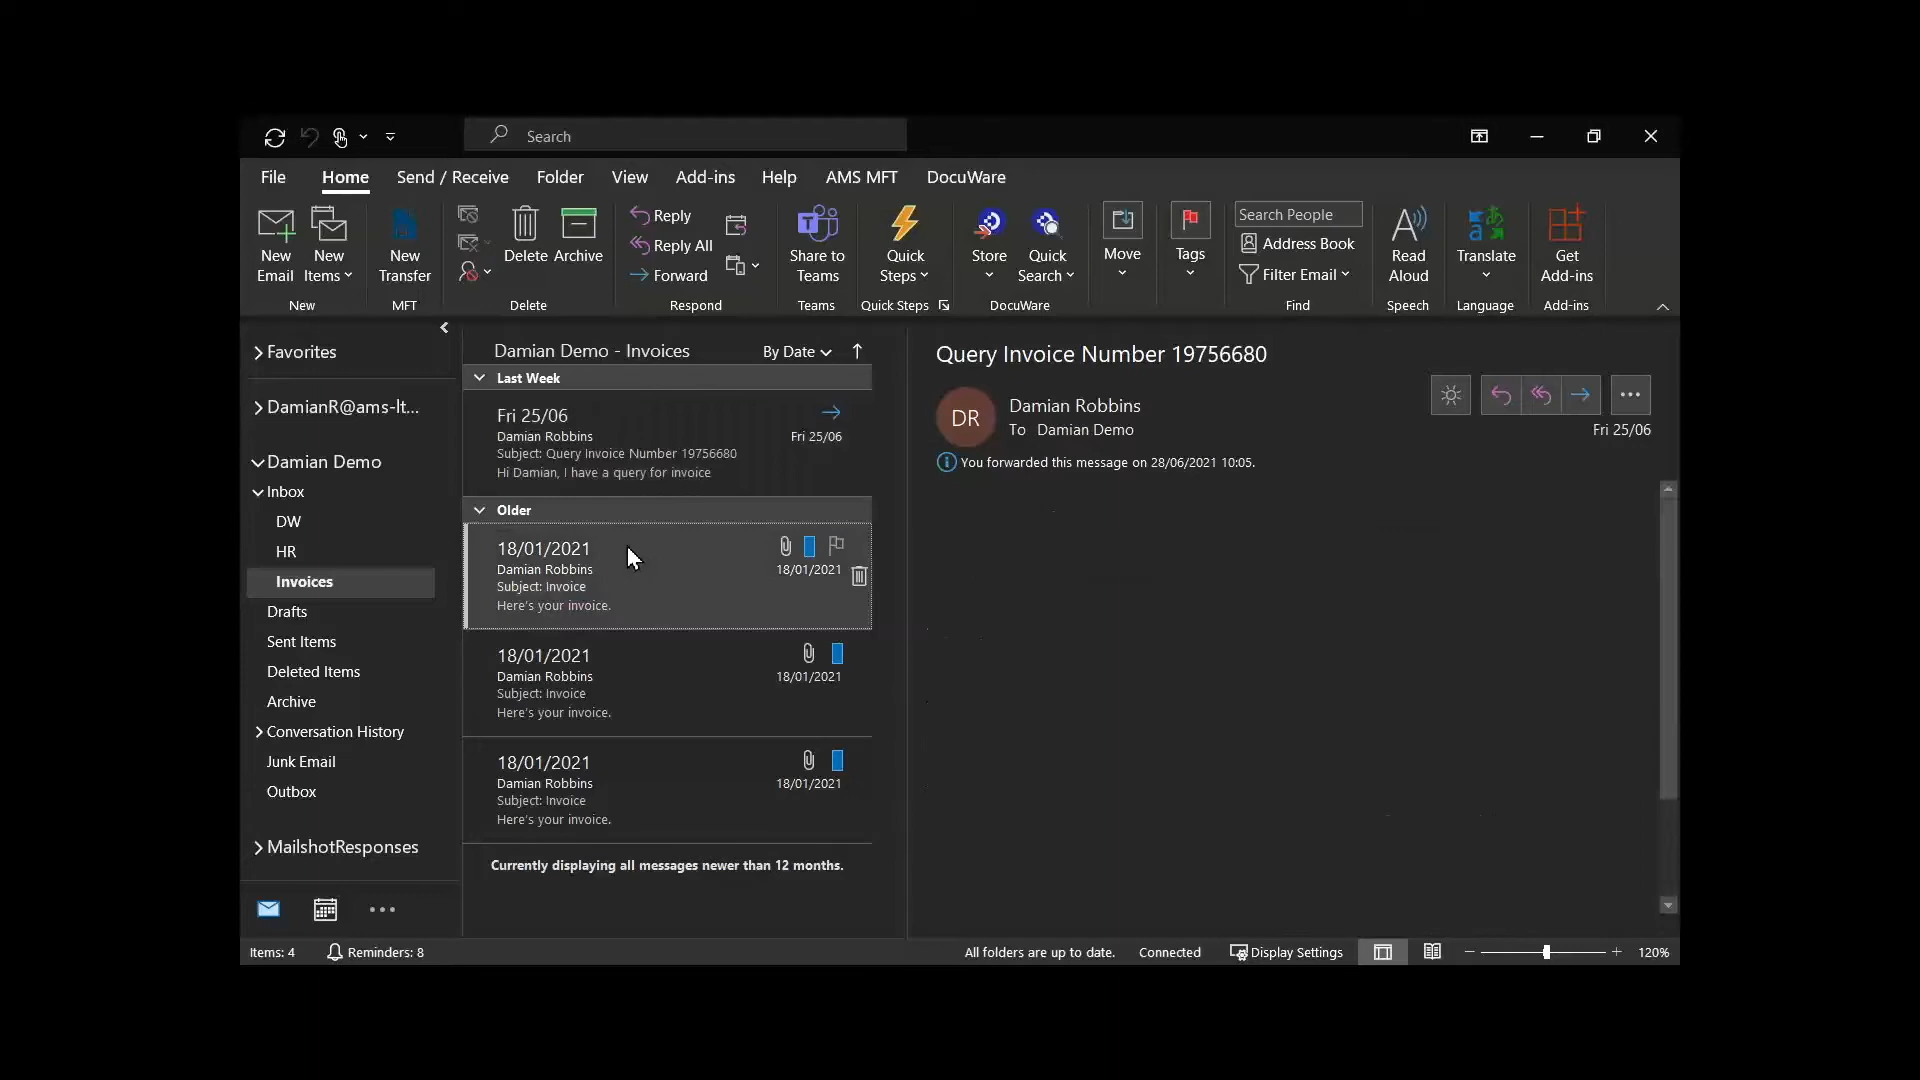 Search
File Home Send / Receive Folder View Add-ins Help AMS MFT DocuWare
New Email
New Items
New
New Transfer
MFT
Delete
Archive
Delete
Reply
Reply All
Forward
Respond
Share to Teams
Teams
Quick Steps
Quick Steps
Store
Quick Search
DocuWare
Move
Tags
Search People
Address Book
Filter Email
Find
Read Aloud
Speech
Translate
Language
Get Add-ins
Add-ins
Favorites
DamianR@ams-lt...
Damian Demo
Inbox
DW
HR
Invoices
Drafts
Sent Items
Deleted Items
Archive
Conversation History
Junk Email
Outbox
MailshotResponses
Damian Demo - Invoices By Date
Last Week
Fri 25/06
Damian Robbins Fri 25/06
Subject: Query Invoice Number 19756680
Hi Damian, I have a query for invoice
Older
18/01/2021
Damian Robbins 18/01/2021
Subject: Invoice
Here's your invoice.
18/01/2021
Damian Robbins 18/01/2021
Subject: Invoice
Here's your invoice.
18/01/2021
Damian Robbins 18/01/2021
Subject: Invoice
Here's your invoice.
Currently displaying all messages newer than 12 months.
Query Invoice Number 19756680
DR
Damian Robbins
To Damian Demo
Fri 25/06
You forwarded this message on 28/06/2021 10:05.
Items: 4 Reminders: 8 All folders are up to date. Connected Display Settings 120%